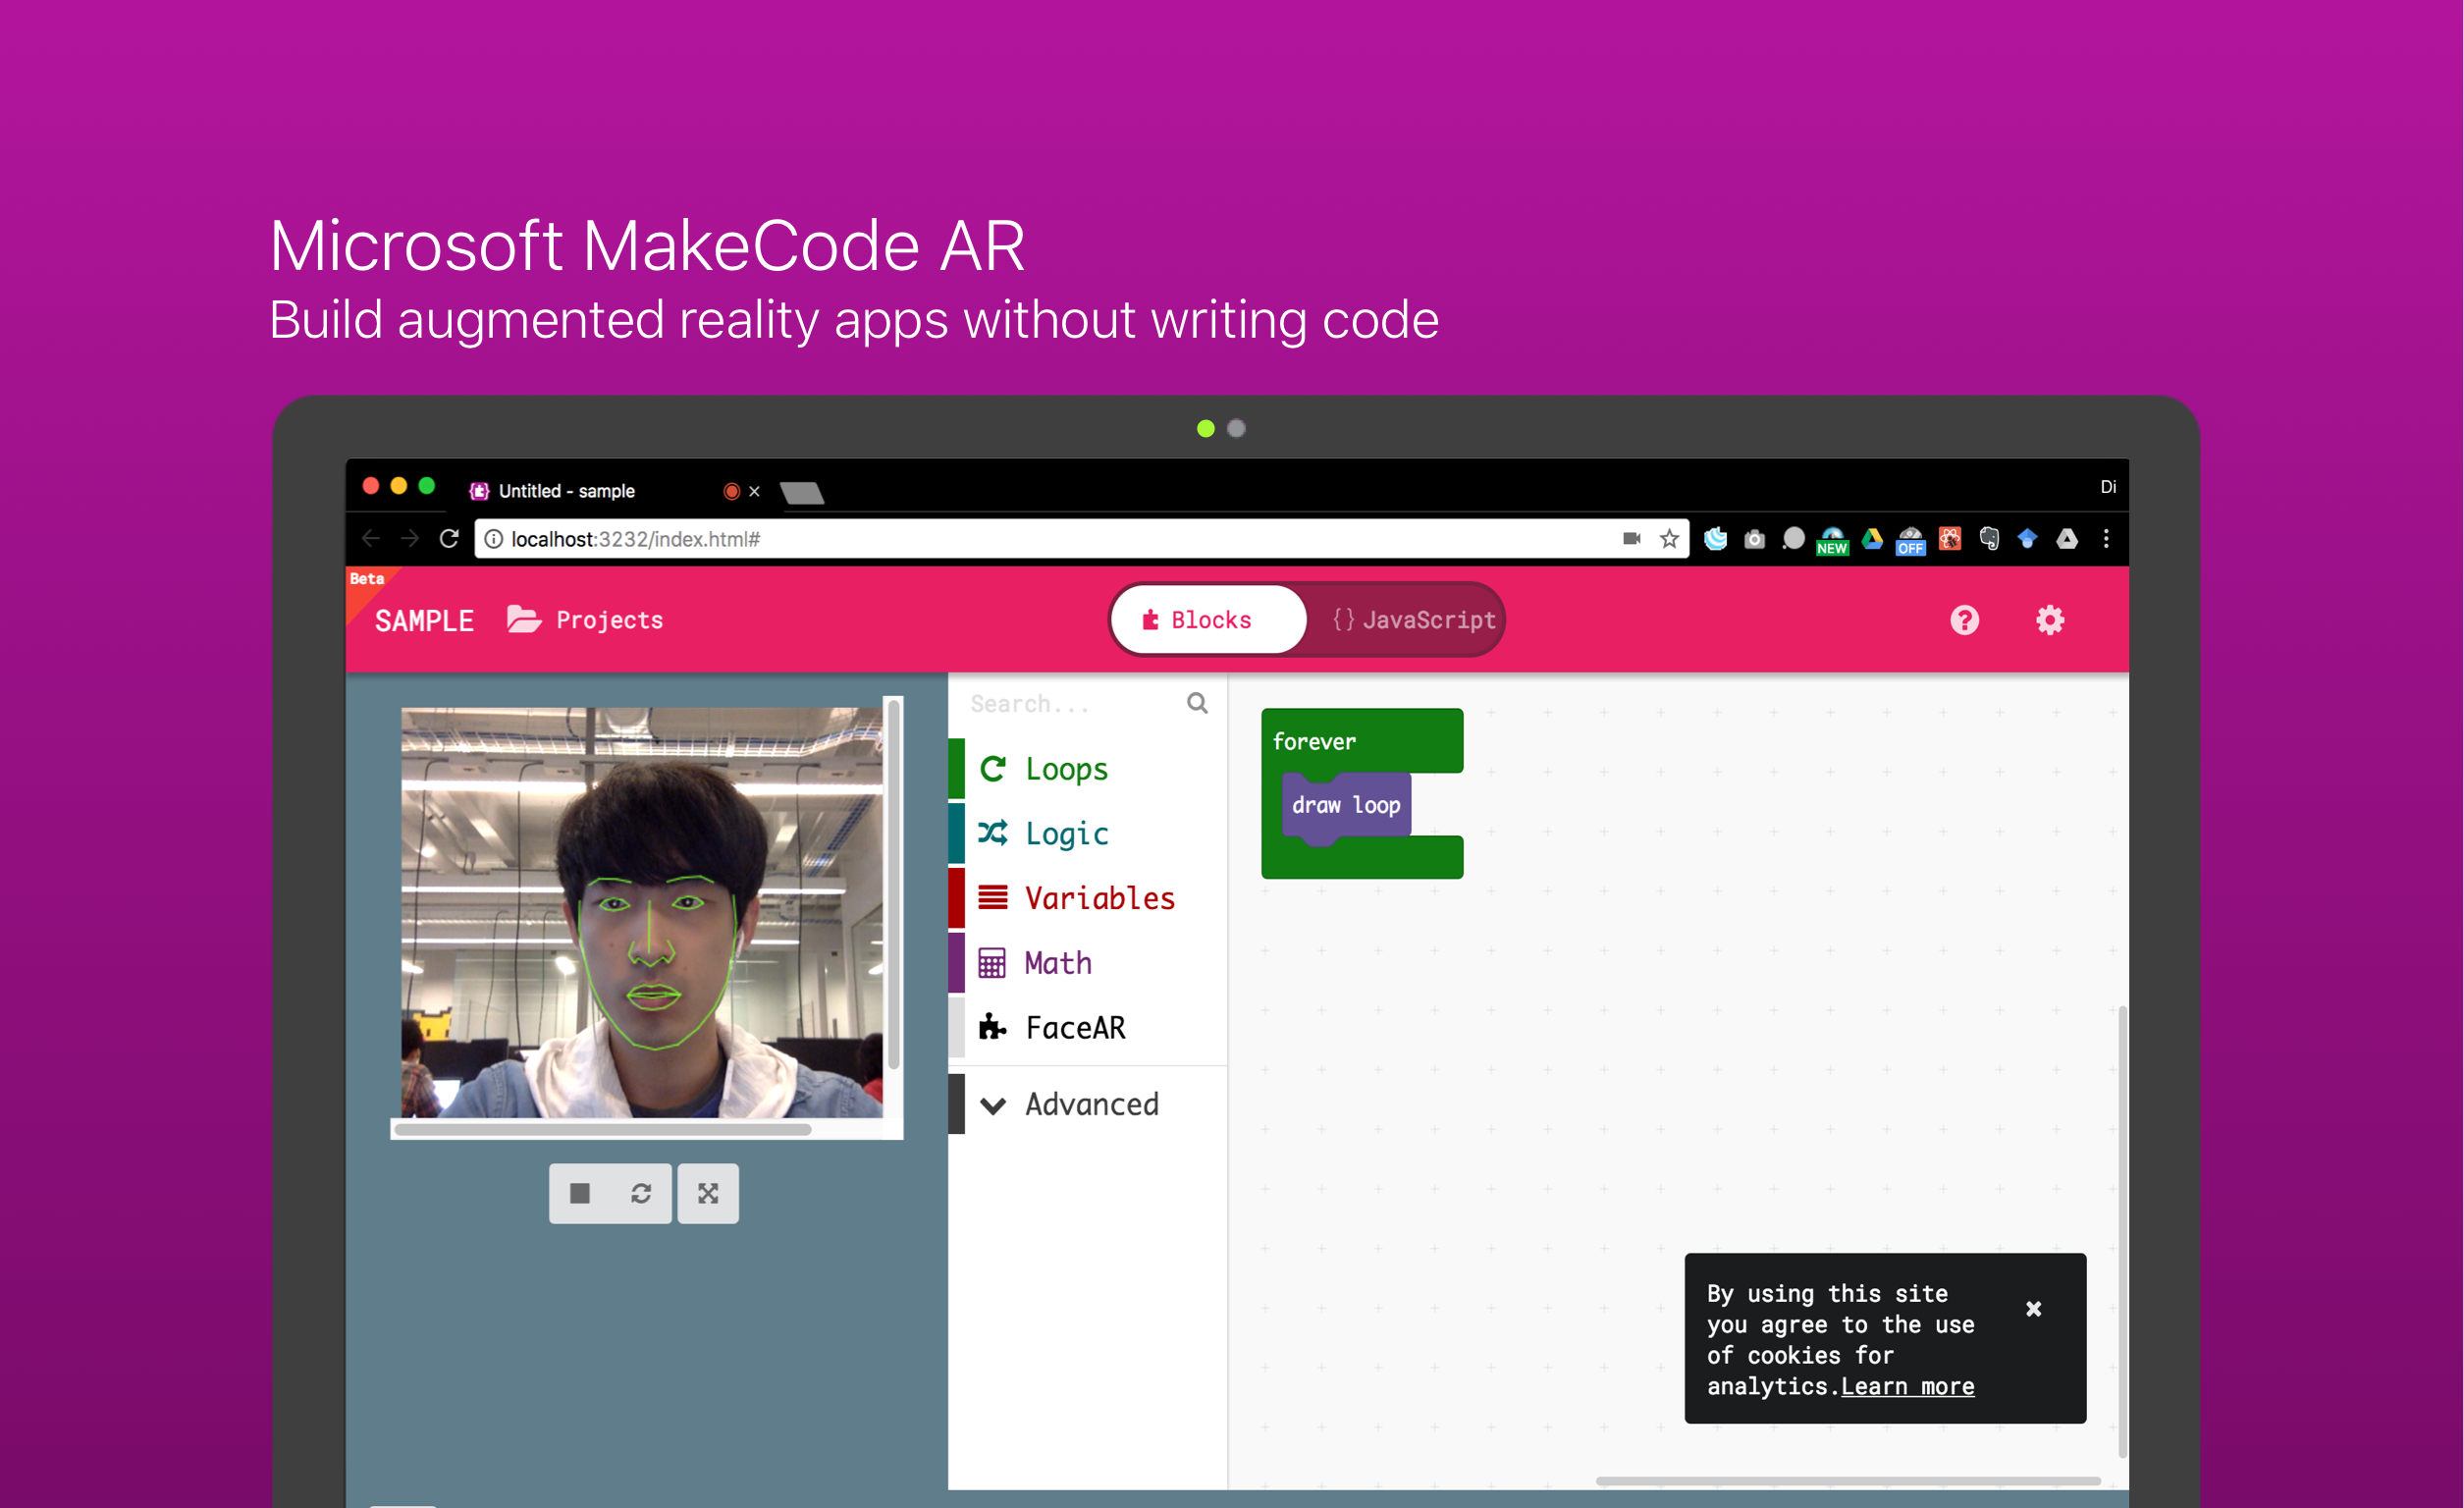 Microsoft MakeCode AR
Build augmented reality apps without writing code
Untitled - sample
Di
localhost:3232/index.html#
NEW
OFF
Beta
SAMPLE
Projects
Blocks
{} JavaScript
Search...
Loops
Logic
Variables
Math
FaceAR
Advanced
forever
draw loop
By using this site
you agree to the use
of cookies for
analytics.Learn more